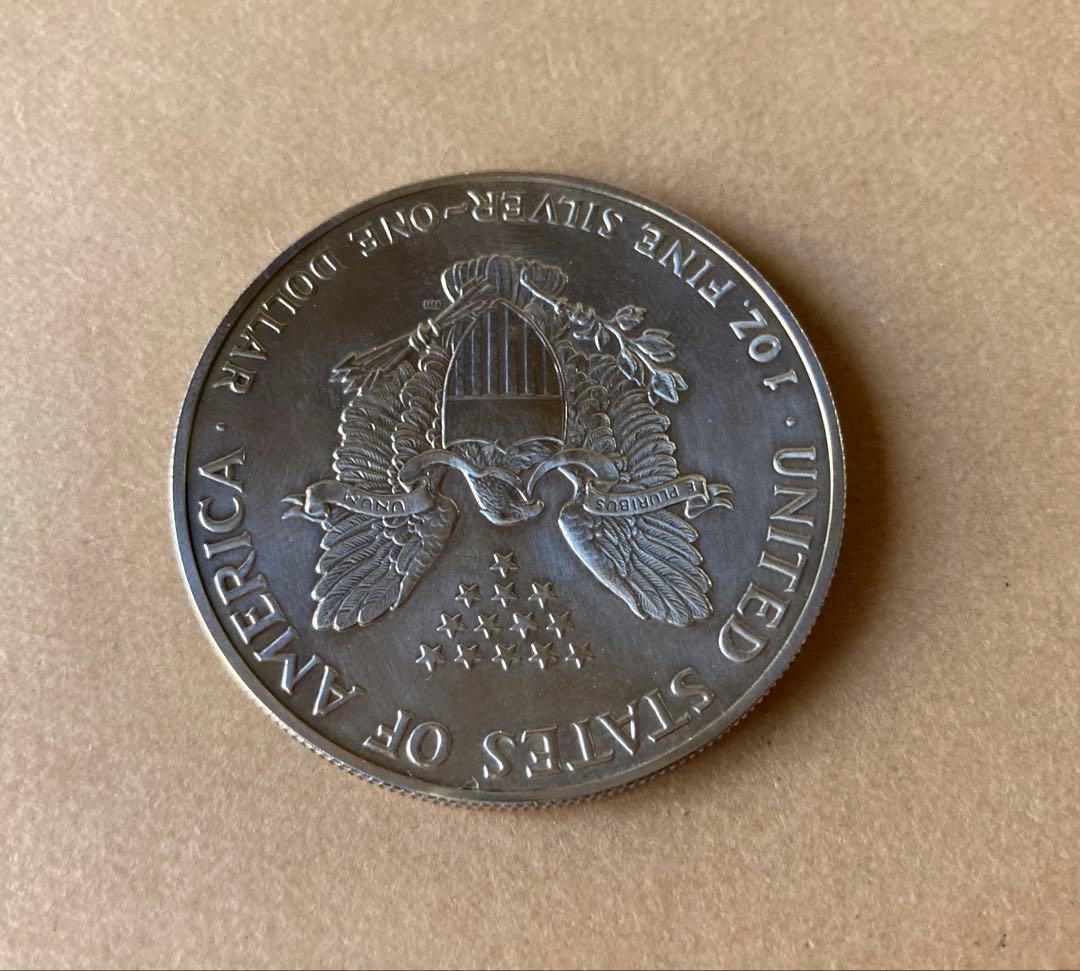 UNITED STATES OF AMERICA
E PLURIBUS UNUM
1 OZ. FINE SILVER~ONE DOLLAR